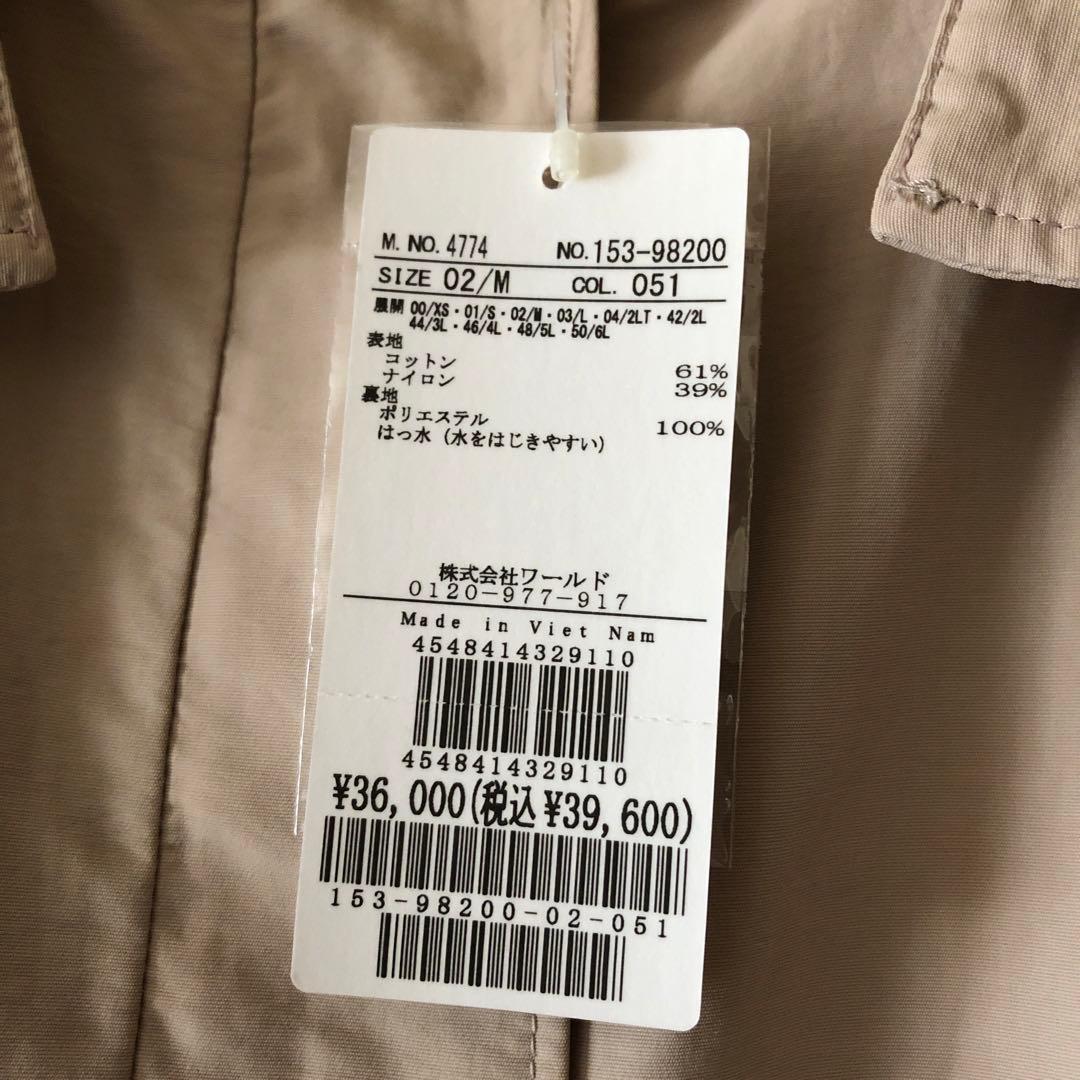 M. NO. 4774 NO. 153-98200
SIZE 02/M COL. 051
展開 00/XS・01/S・02/M・03/L・04/2LT・42/2L
44/3L・46/4L・48/5L・50/6L
表地
コットン 61%
ナイロン 39%
裏地
ポリエステル 100%
はっ水 (水をはじきやすい)
株式会社ワールド
0120-977-917
Made in Viet Nam
4548414329110
4548414329110
¥36,000(税込¥39,600)
153-98200-02-051